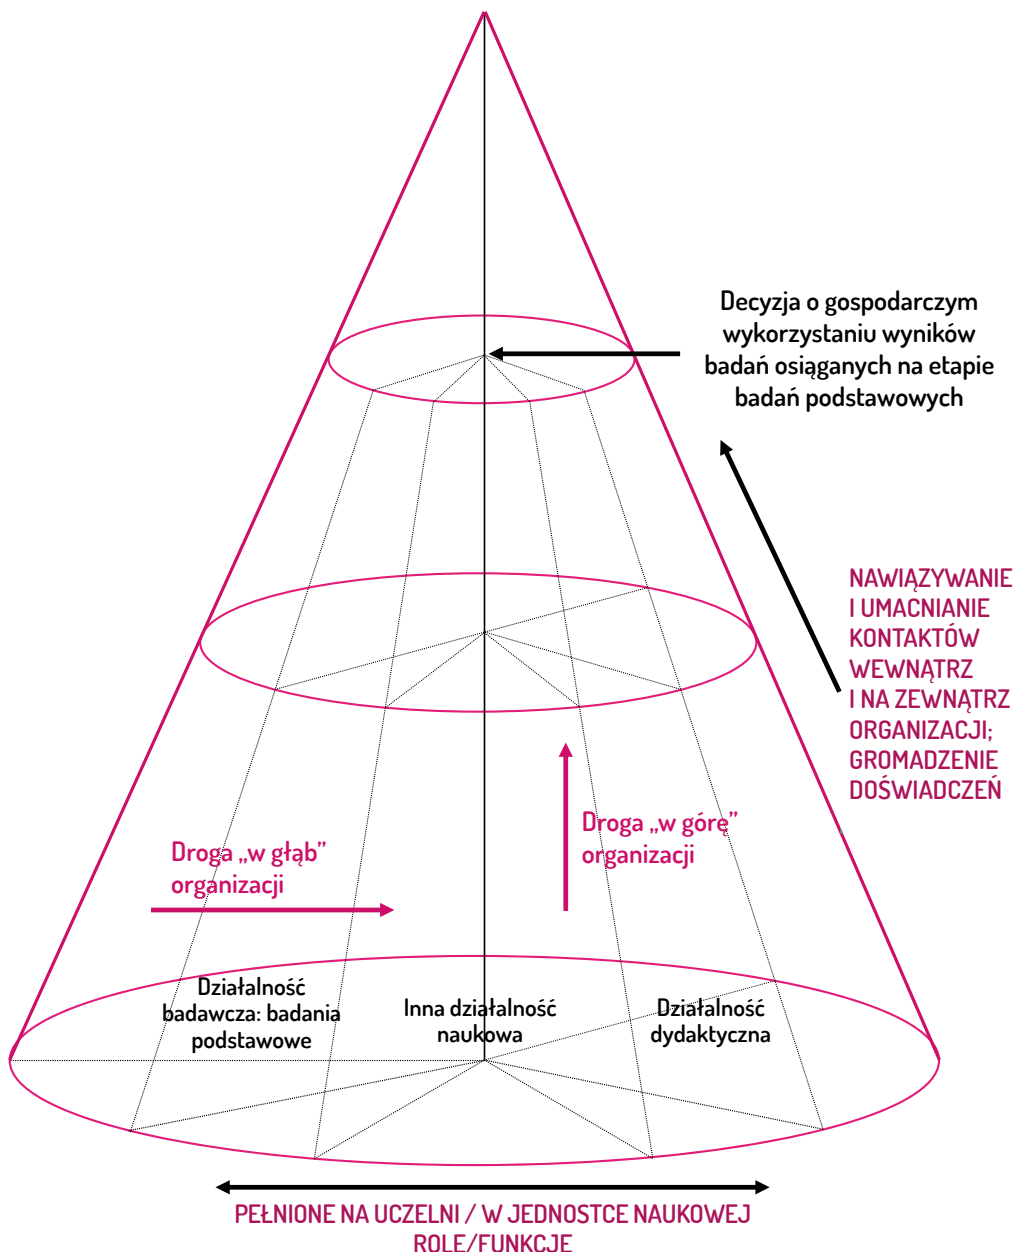 Decyzja o gospodarczym
wykorzystaniu wyników
badań osiąganych na etapie
badań podstawowych
NAWIĄZYWANIE
I UMACNIANIE
KONTAKTÓW
WEWNĄTRZ
I NA ZEWNĄTRZ
ORGANIZACJI;
GROMADZENIE
DOŚWIADCZEŃ
Droga „w górę”
organizacji
Droga „w głąb”
organizacji
Działalność
badawcza: badania
podstawowe
Inna działalność
naukowa
Działalność
dydaktyczna
PEŁNIONE NA UCZELNI / W JEDNOSTCE NAUKOWEJ
ROLE/FUNKCJE